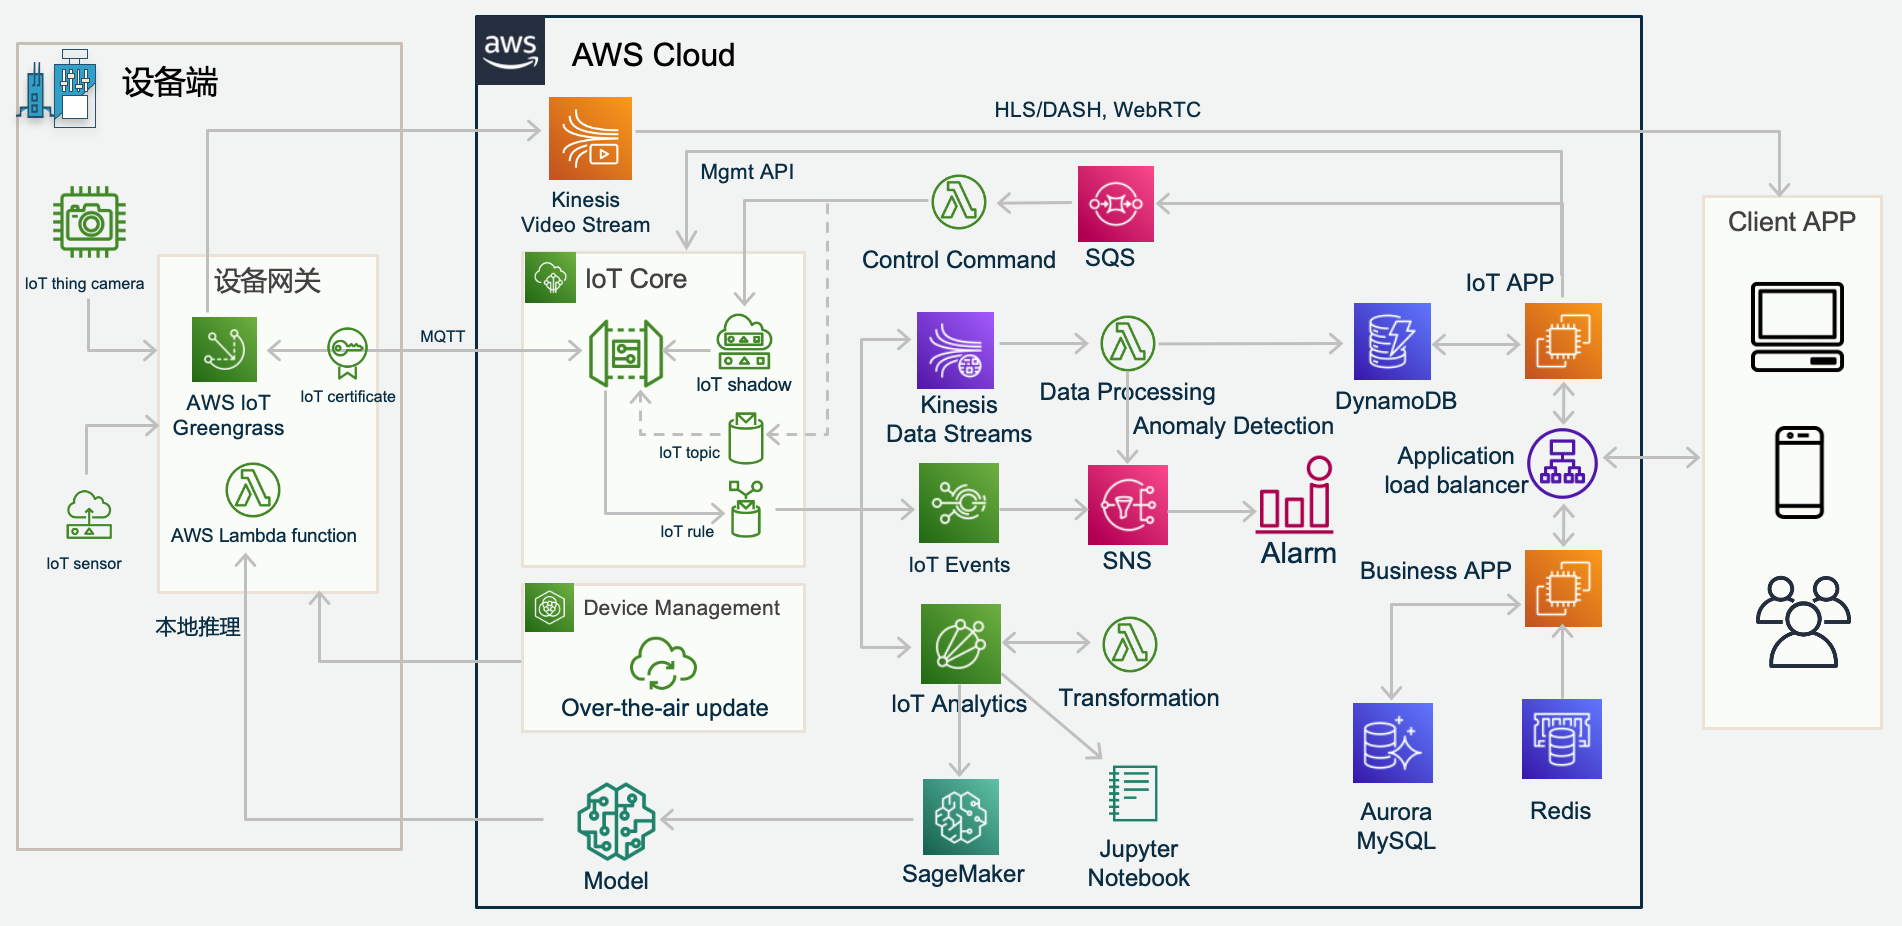 设备端
IoT thing camera
设备网关
AWS IoT
Greengrass
IoT certificate
MQTT
AWS Lambda function
IoT sensor
本地推理
aws
AWS Cloud
HLS/DASH, WebRTC
Kinesis
Video Stream
Mgmt API
Control Command
SQS
IoT Core
IoT shadow
IoT topic
IoT rule
Kinesis
Data Streams
Data Processing
Anomaly Detection
DynamoDB
IoT APP
Application
load balancer
IoT Events
SNS
Alarm
Business APP
Device Management
Over-the-air update
IoT Analytics
Transformation
Aurora
MySQL
Redis
Model
SageMaker
Jupyter
Notebook
Client APP